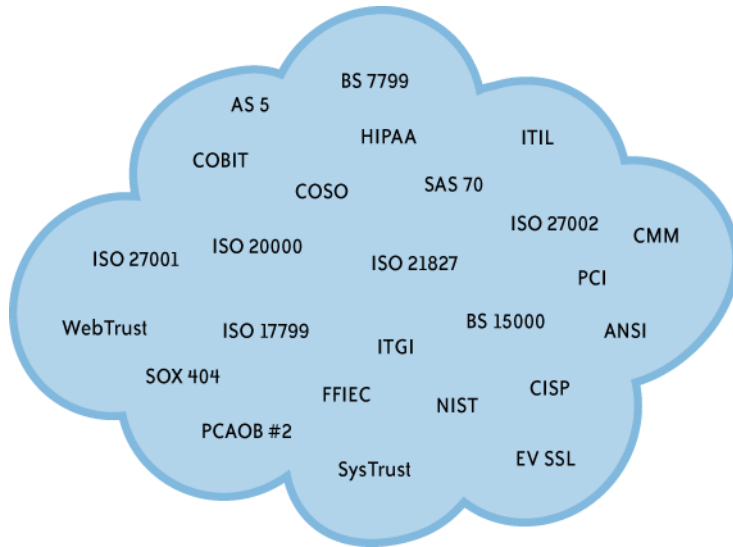 BS 7799
AS 5
HIPAA
ITIL
COBIT
COSO
SAS 70
ISO 27002
CMM
ISO 27001
ISO 20000
ISO 21827
PCI
WebTrust
ISO 17799
ITGI
BS 15000
ANSI
SOX 404
FFIEC
NIST
CISP
PCAOB #2
SysTrust
EV SSL